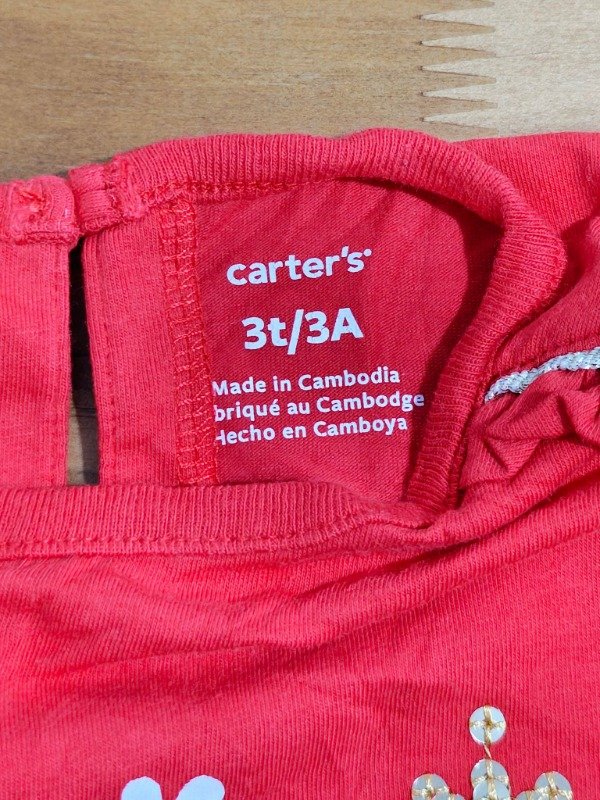 carter's
3t/3A
Made in Cambodia
briqué au Cambodge
Hecho en Camboya